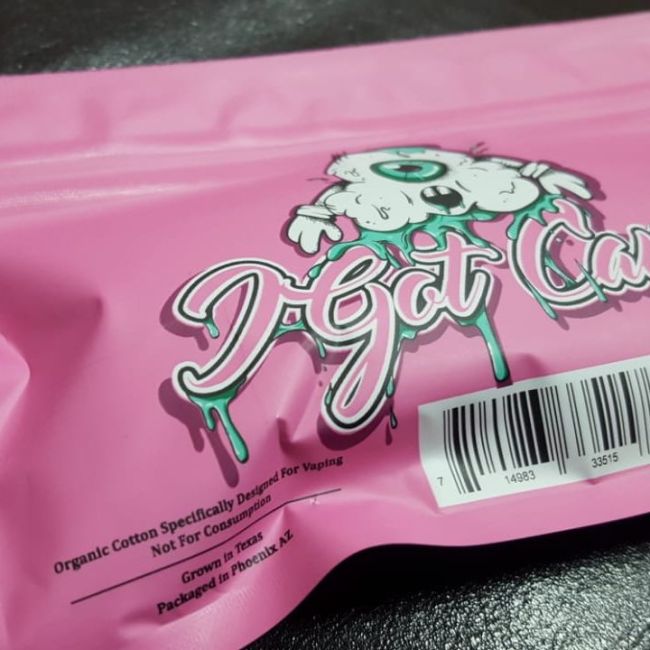 I Got Can
Organic Cotton Specifically Designed For Vaping
Not For Consumption
Grown in Texas
Packaged in Phoenix AZ
7 14983 33515